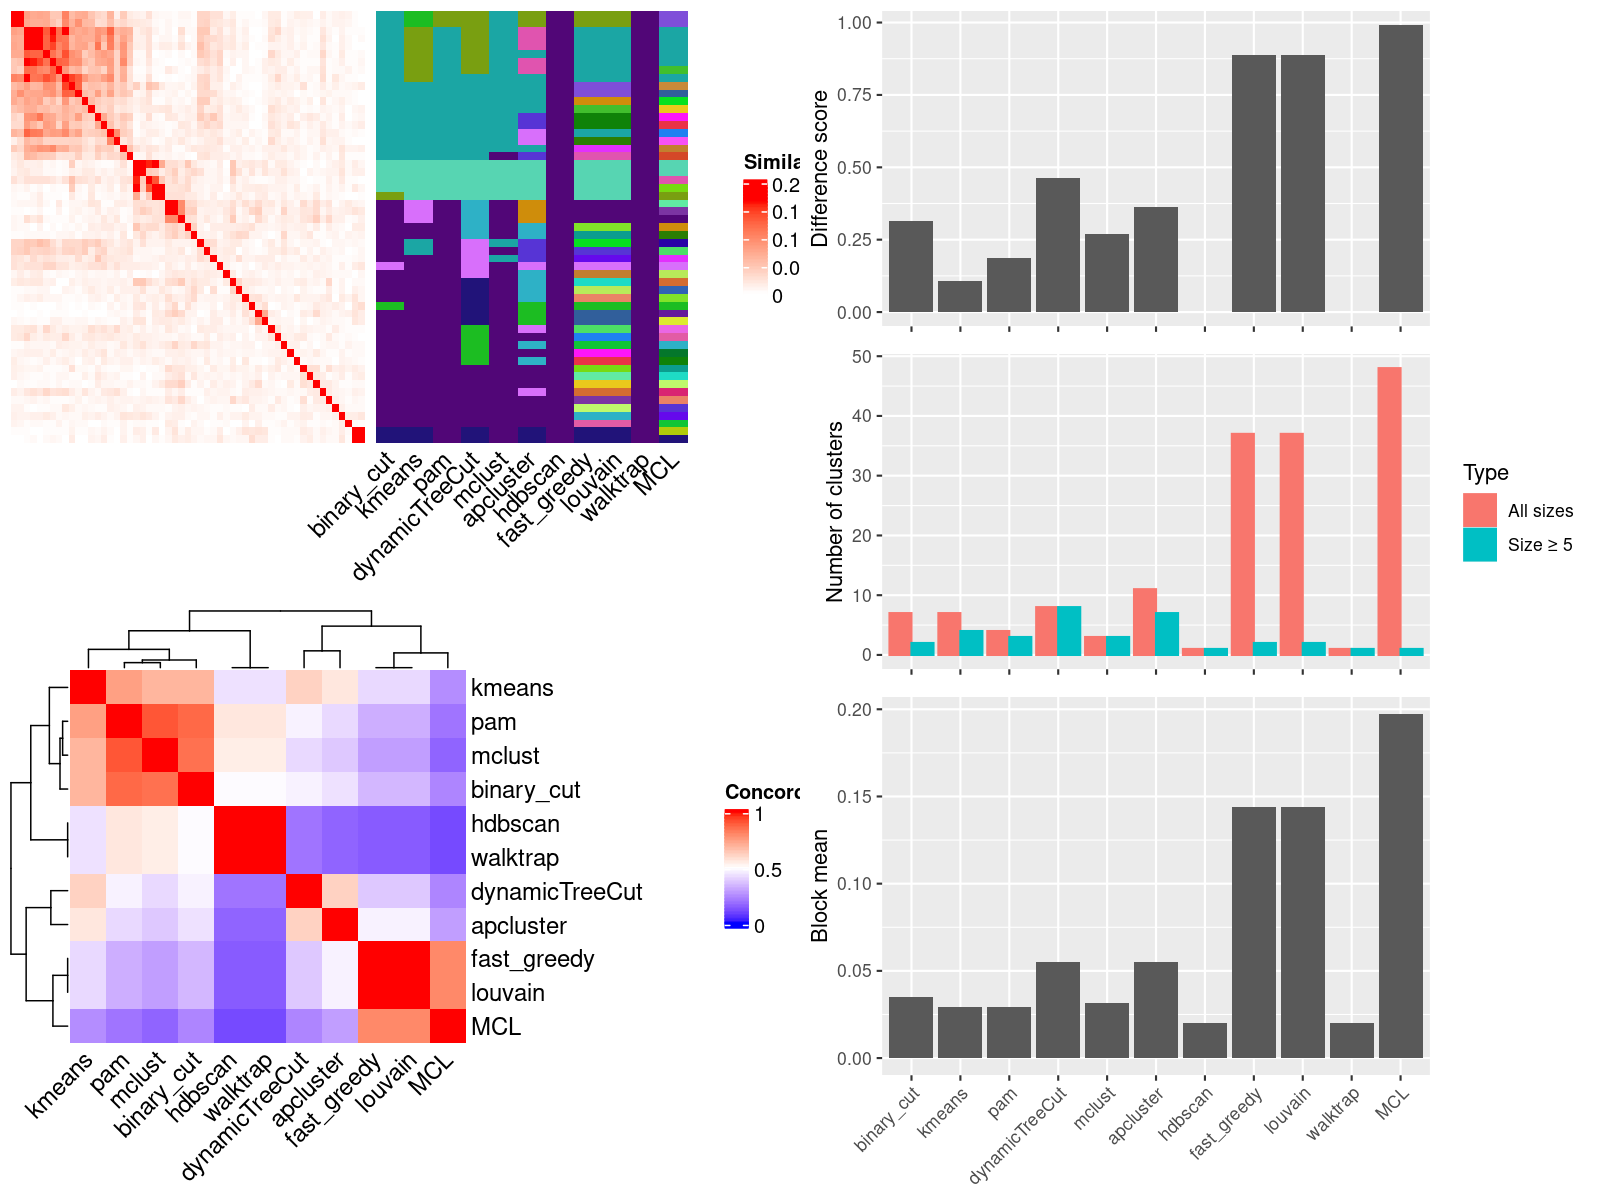 Simila
0.2
0.1
0.1
0.0
0
binary_cut
kmeans
pam
dynamicTreeCut
mclust
apcluster
hdbscan
fast_greedy
louvain
walktrap
MCL
kmeans
pam
mclust
binary_cut
hdbscan
walktrap
dynamicTreeCut
apcluster
fast_greedy
louvain
MCL
kmeans
pam
mclust
binary_cut
hdbscan
walktrap
dynamicTreeCut
apcluster
fast_greedy
louvain
MCL
Concord
1
0.5
0
Difference score
1.00
0.75
0.50
0.25
0.00
Number of clusters
50
40
30
20
10
0
Type
All sizes
Size ≥ 5
Block mean
0.20
0.15
0.10
0.05
0.00
binary_cut
kmeans
pam
dynamicTreeCut
mclust
apcluster
hdbscan
fast_greedy
louvain
walktrap
MCL